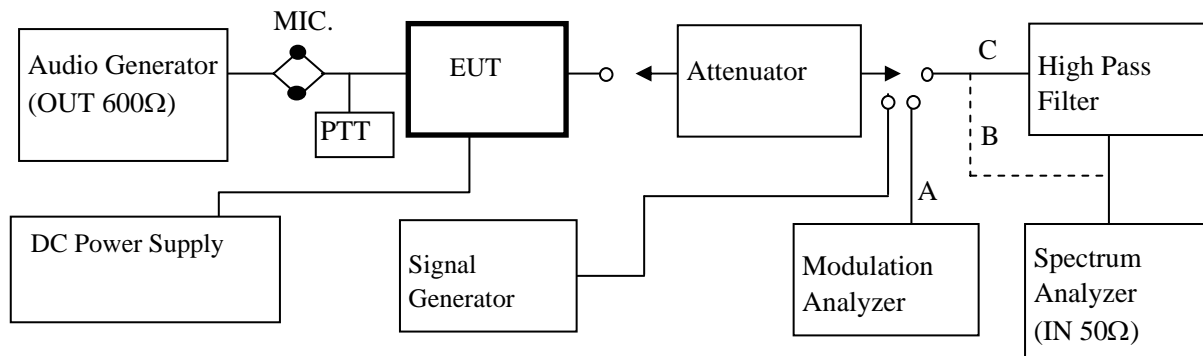 MIC.
Audio Generator
(OUT 600Ω)
PTT
EUT
Attenuator
C
High Pass
Filter
B
A
DC Power Supply
Signal
Generator
Modulation
Analyzer
Spectrum
Analyzer
(IN 50Ω)